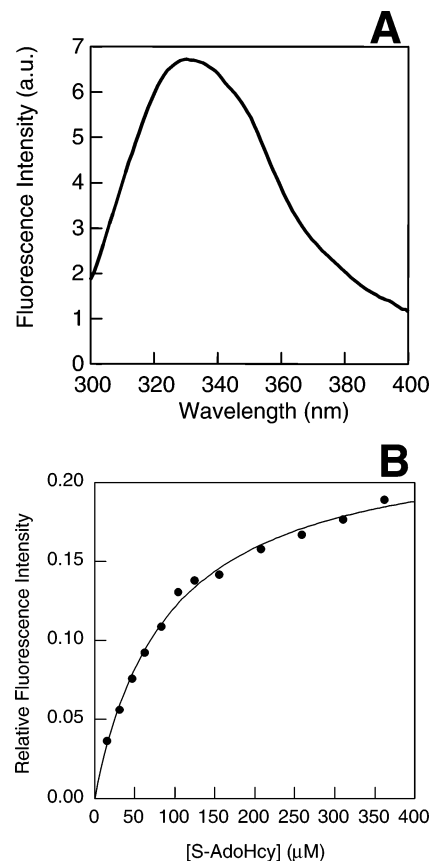 A
Fluorescence Intensity (a.u.)
7
6
5
4
3
2
1
0
300 320 340 360 380 400
Wavelength (nm)
B
Relative Fluorescence Intensity
0.20
0.15
0.10
0.05
0.00
0 50 100 150 200 250 300 350 400
[S-AdoHcy] (μM)